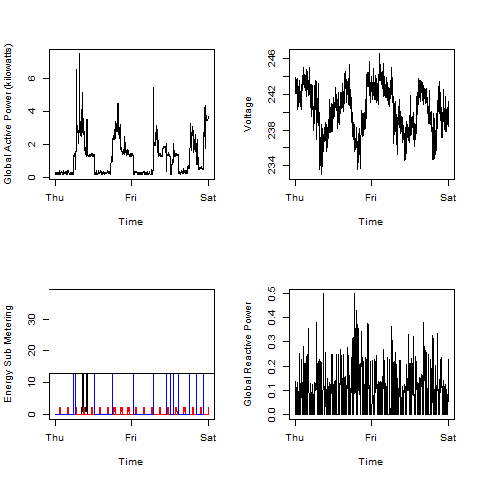 Global Active Power (kilowatts)
0 2 4 6
Thu Fri Sat
Time
Voltage
234 238 242 246
Thu Fri Sat
Time
Energy Sub Metering
0 10 20 30
Thu Fri Sat
Time
Global Reactive Power
0.0 0.1 0.2 0.3 0.4 0.5
Thu Fri Sat
Time